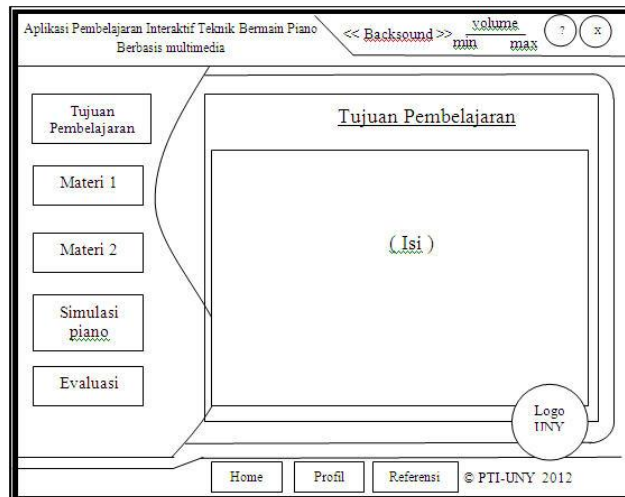 Aplikasi Pembelajaran Interaktif Teknik Bermain Piano
Berbasis multimedia
<< Backsound >>
volume
min max
?
x
Tujuan
Pembelajaran
Materi 1
Materi 2
Simulasi
piano
Evaluasi
Tujuan Pembelajaran
( Isi )
Logo
UNY
Home
Profil
Referensi
© PTI-UNY 2012